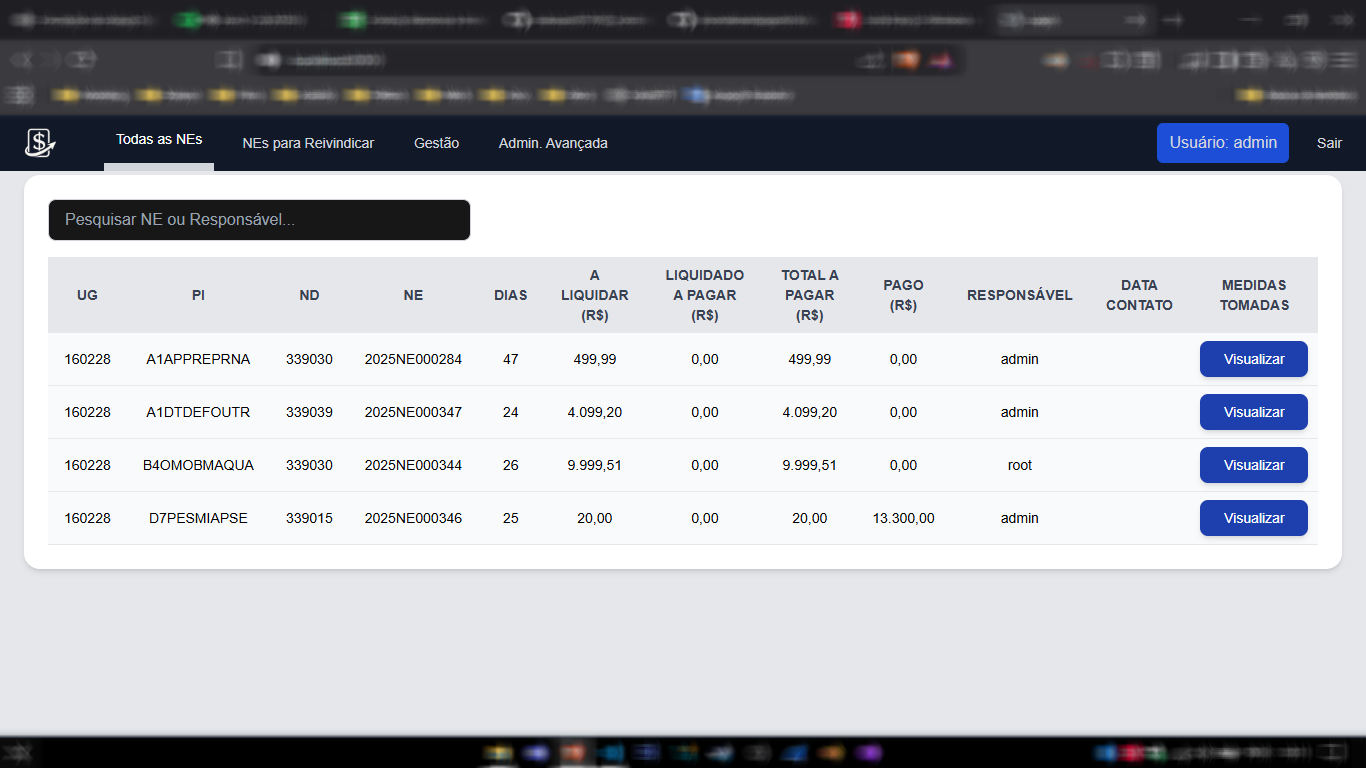 Todas as NEs
NEs para Reivindicar
Gestão
Admin. Avançada
Usuário: admin
Sair
Pesquisar NE ou Responsável...
UG PI ND NE DIAS A LIQUIDAR (R$) LIQUIDADO A PAGAR (R$) TOTAL A PAGAR (R$) PAGO (R$) RESPONSÁVEL DATA CONTATO MEDIDAS TOMADAS
160228 A1APPREPRNA 339030 2025NE000284 47 499,99 0,00 499,99 0,00 admin Visualizar
160228 A1DTDEFOUTR 339039 2025NE000347 24 4.099,20 0,00 4.099,20 0,00 admin Visualizar
160228 B4OMOBMAQUA 339030 2025NE000344 26 9.999,51 0,00 9.999,51 0,00 root Visualizar
160228 D7PESMIAPSE 339015 2025NE000346 25 20,00 0,00 20,00 13.300,00 admin Visualizar